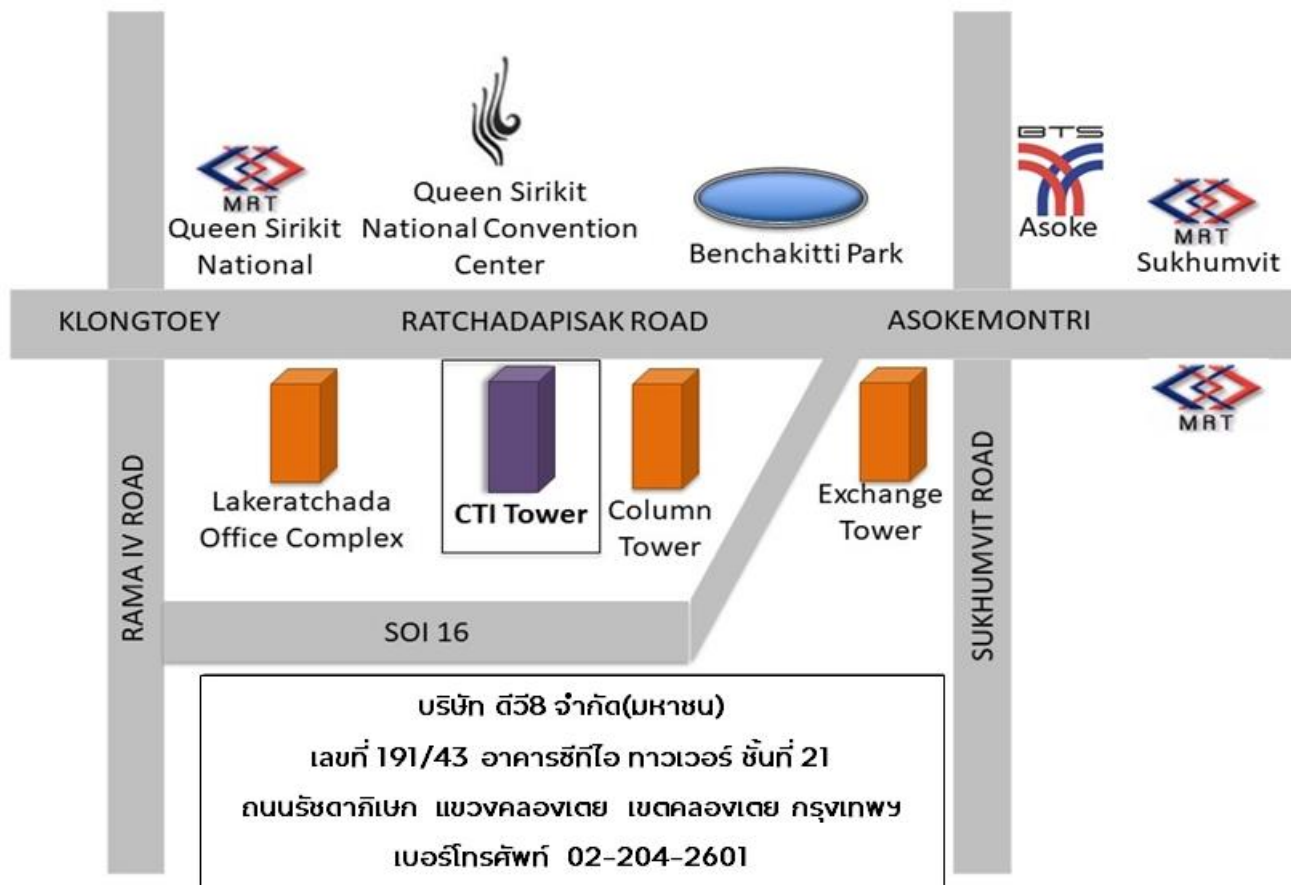 BTS
MRT
Queen Sirikit
National
Queen Sirikit
National Convention
Center
Benchakitti Park
Asoke
MRT
Sukhumvit
KLONGTOEY
RATCHADAPISAK ROAD
ASOKEMONTRI
MRT
Lakeratchada
Office Complex
CTI Tower
Column
Tower
Exchange
Tower
RAMA IV ROAD
SUKHUMVIT ROAD
SOI 16
บริษัท ดีวี8 จำกัด(มหาชน)
เลขที่ 191/43 อาคารซีทีไอ ทาวเวอร์ ชั้นที่ 21
ถนนรัชดาภิเษก แขวงคลองเตย เขตคลองเตย กรุงเทพฯ
เบอร์โทรศัพท์ 02-204-2601